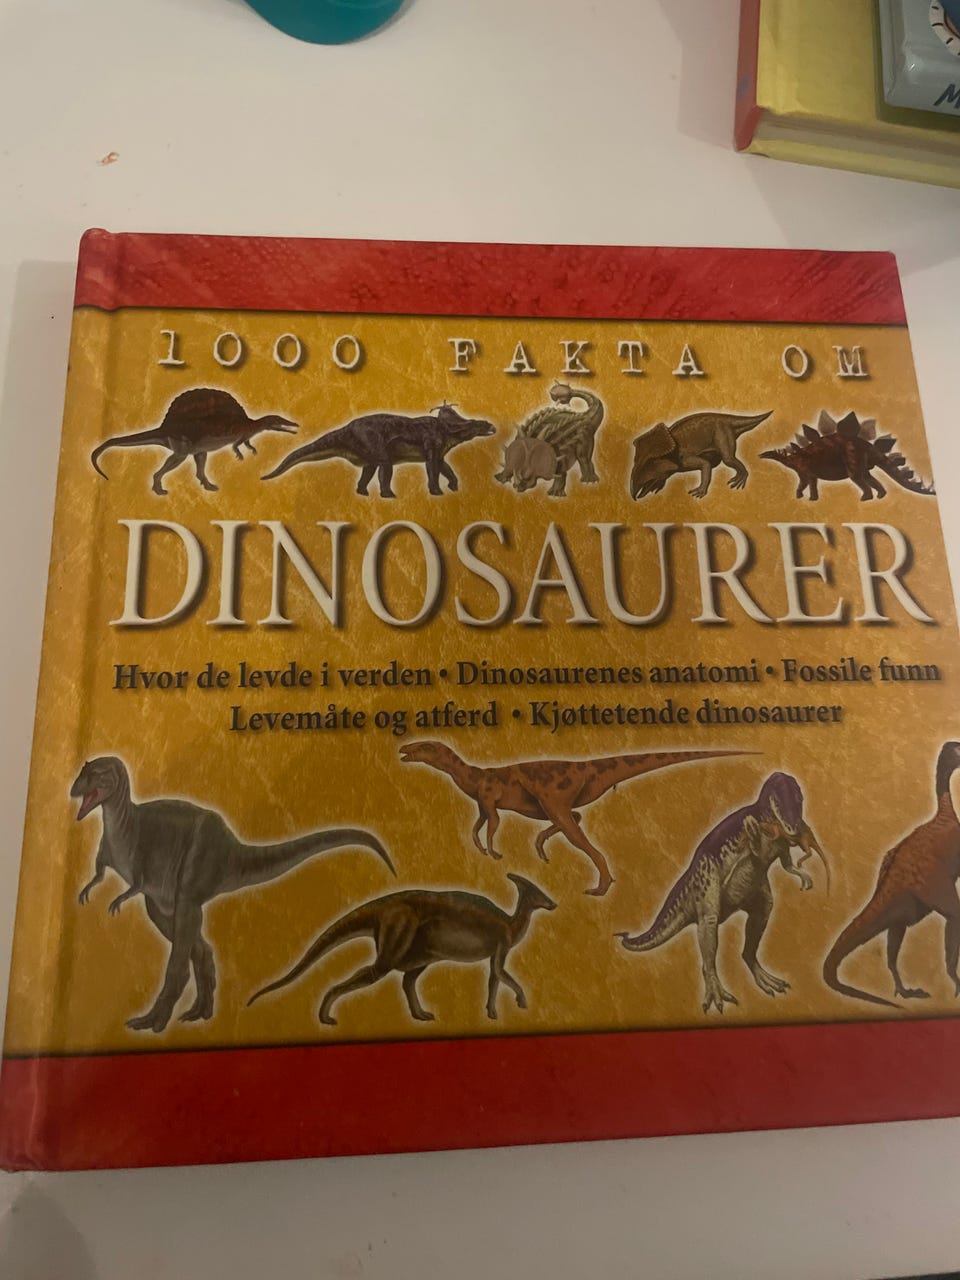 1000 FAKTA OM
DINOSAURER
Hvor de levde i verden • Dinosaurenes anatomi • Fossile funn
Levemåte og atferd • Kjøttetende dinosaurer